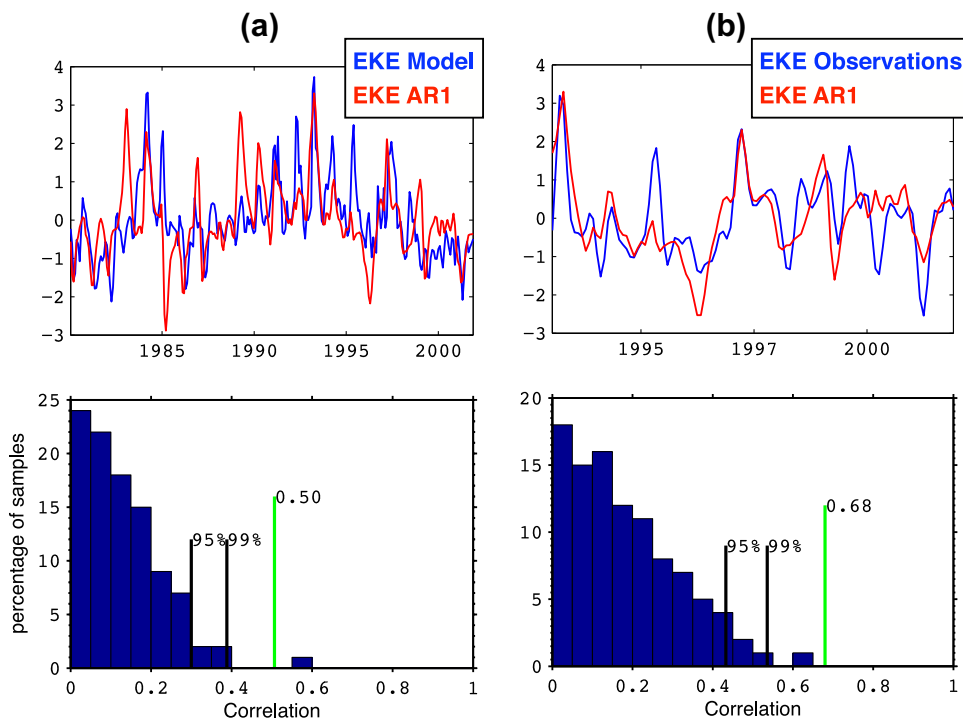 (a)
EKE Model
EKE AR1
4
3
2
1
0
−1
−2
−3
1985 1990 1995 2000
(b)
EKE Observations
EKE AR1
4
3
2
1
0
−1
−2
−3
1995 1997 2000
percentage of samples
25
20
15
10
5
0
95% 99%
0.50
0 0.2 0.4 0.6 0.8 1
Correlation
20
15
10
5
0
95% 99%
0.68
0 0.2 0.4 0.6 0.8 1
Correlation